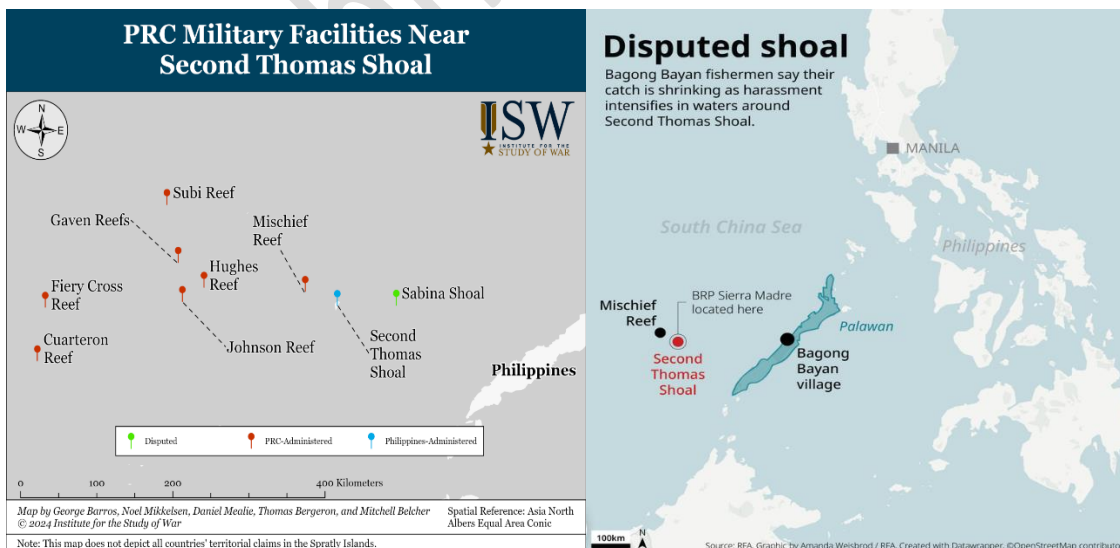 PRC Military Facilities Near
Second Thomas Shoal
N
W
E
S
ISW
INSTITUTE FOR THE
STUDY OF WAR
Subi Reef
Gaven Reefs
Mischief
Reef
Hughes
Reef
Fiery Cross
Reef
Sabina Shoal
Cuarteron
Reef
Johnson Reef
Second
Thomas
Shoal
Philippines
Disputed
PRC-Administered
Philippines-Administered
0 100 200 400 Kilometers
Map by George Barros, Noel Mikkelsen, Daniel Mealie, Thomas Bergeron, and Mitchell Belcher
© 2024 Institute for the Study of War
Spatial Reference: Asia North
Albers Equal Area Conic
Note: This map does not depict all countries' territorial claims in the Spratly Islands.
Disputed shoal
Bagong Bayan fishermen say their
catch is shrinking as harassment
intensifies in waters around
Second Thomas Shoal.
MANILA
South China Sea
Philippines
BRP Sierra Madre
located here
Mischief
Reef
Palawan
Second
Thomas
Shoal
Bagong
Bayan
village
100km
N
Source: RFA, Graphic by Amanda Weisbrod / RFA, Created with Datawrapper, ©OpenStreetMap contributo